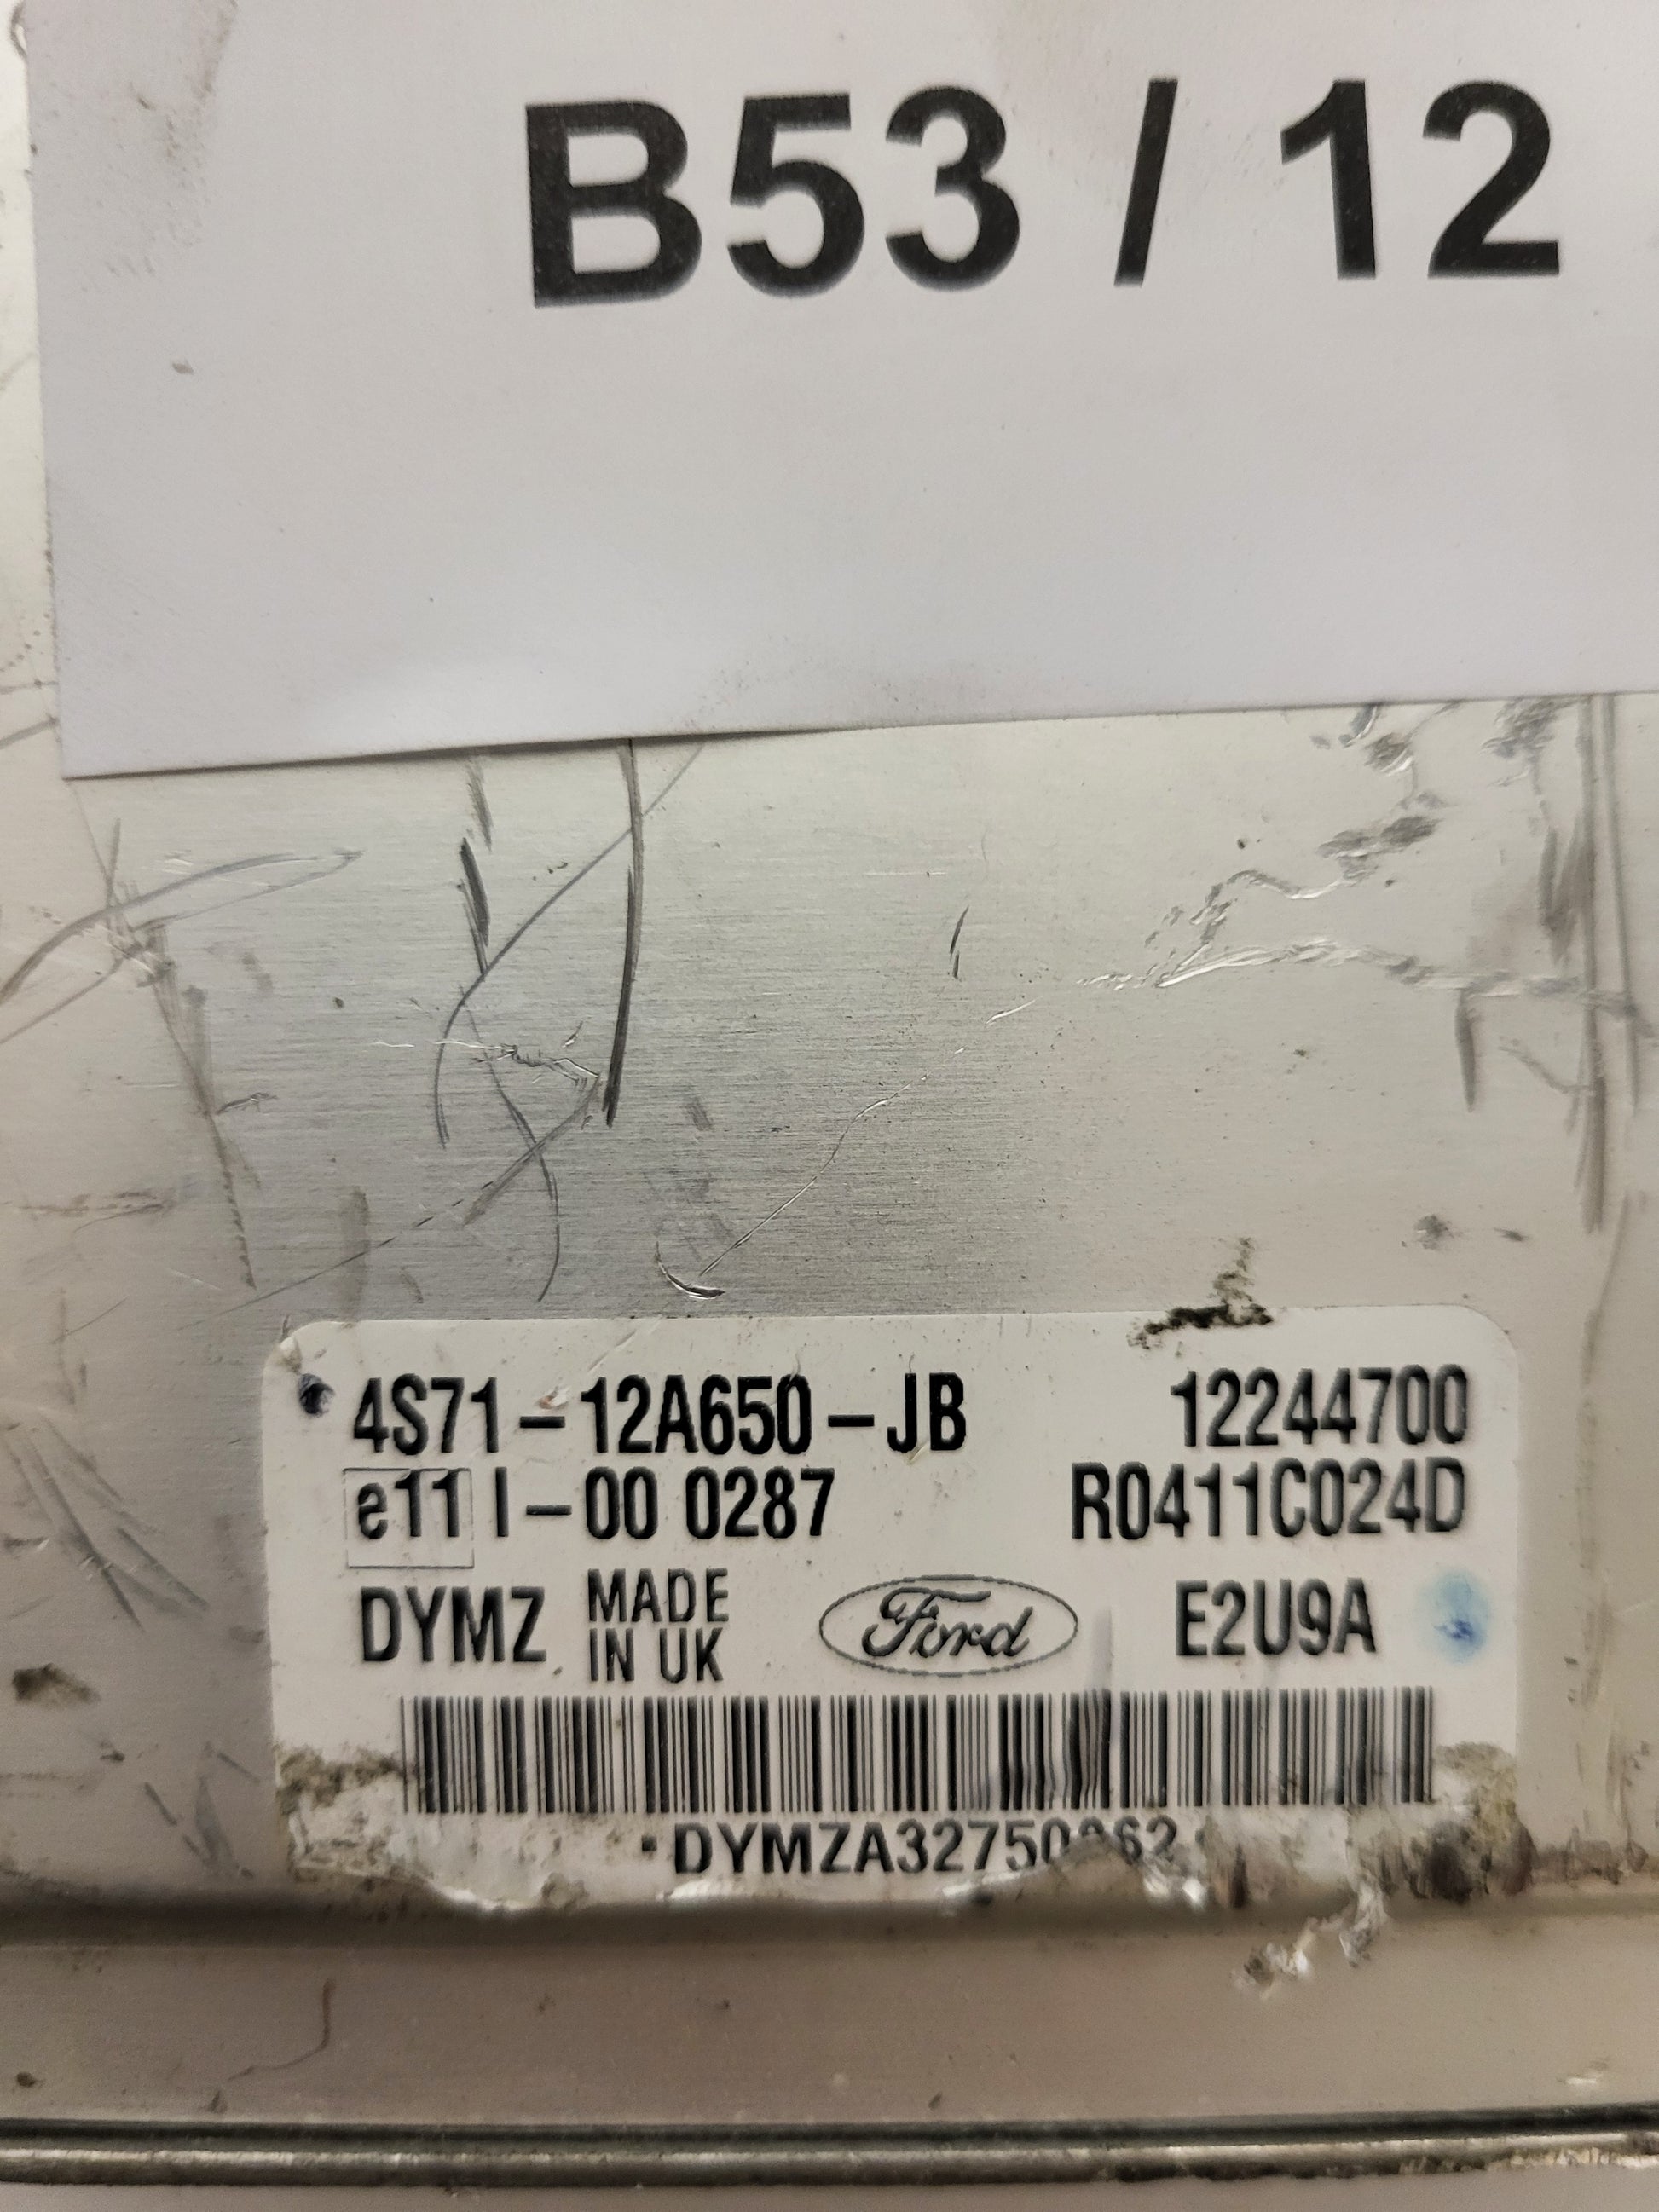 B53 / 12
4S71-12A650-JB 12244700
e11 I-00 0287 R0411C024D
DYMZ MADE IN UK Ford E2U9A